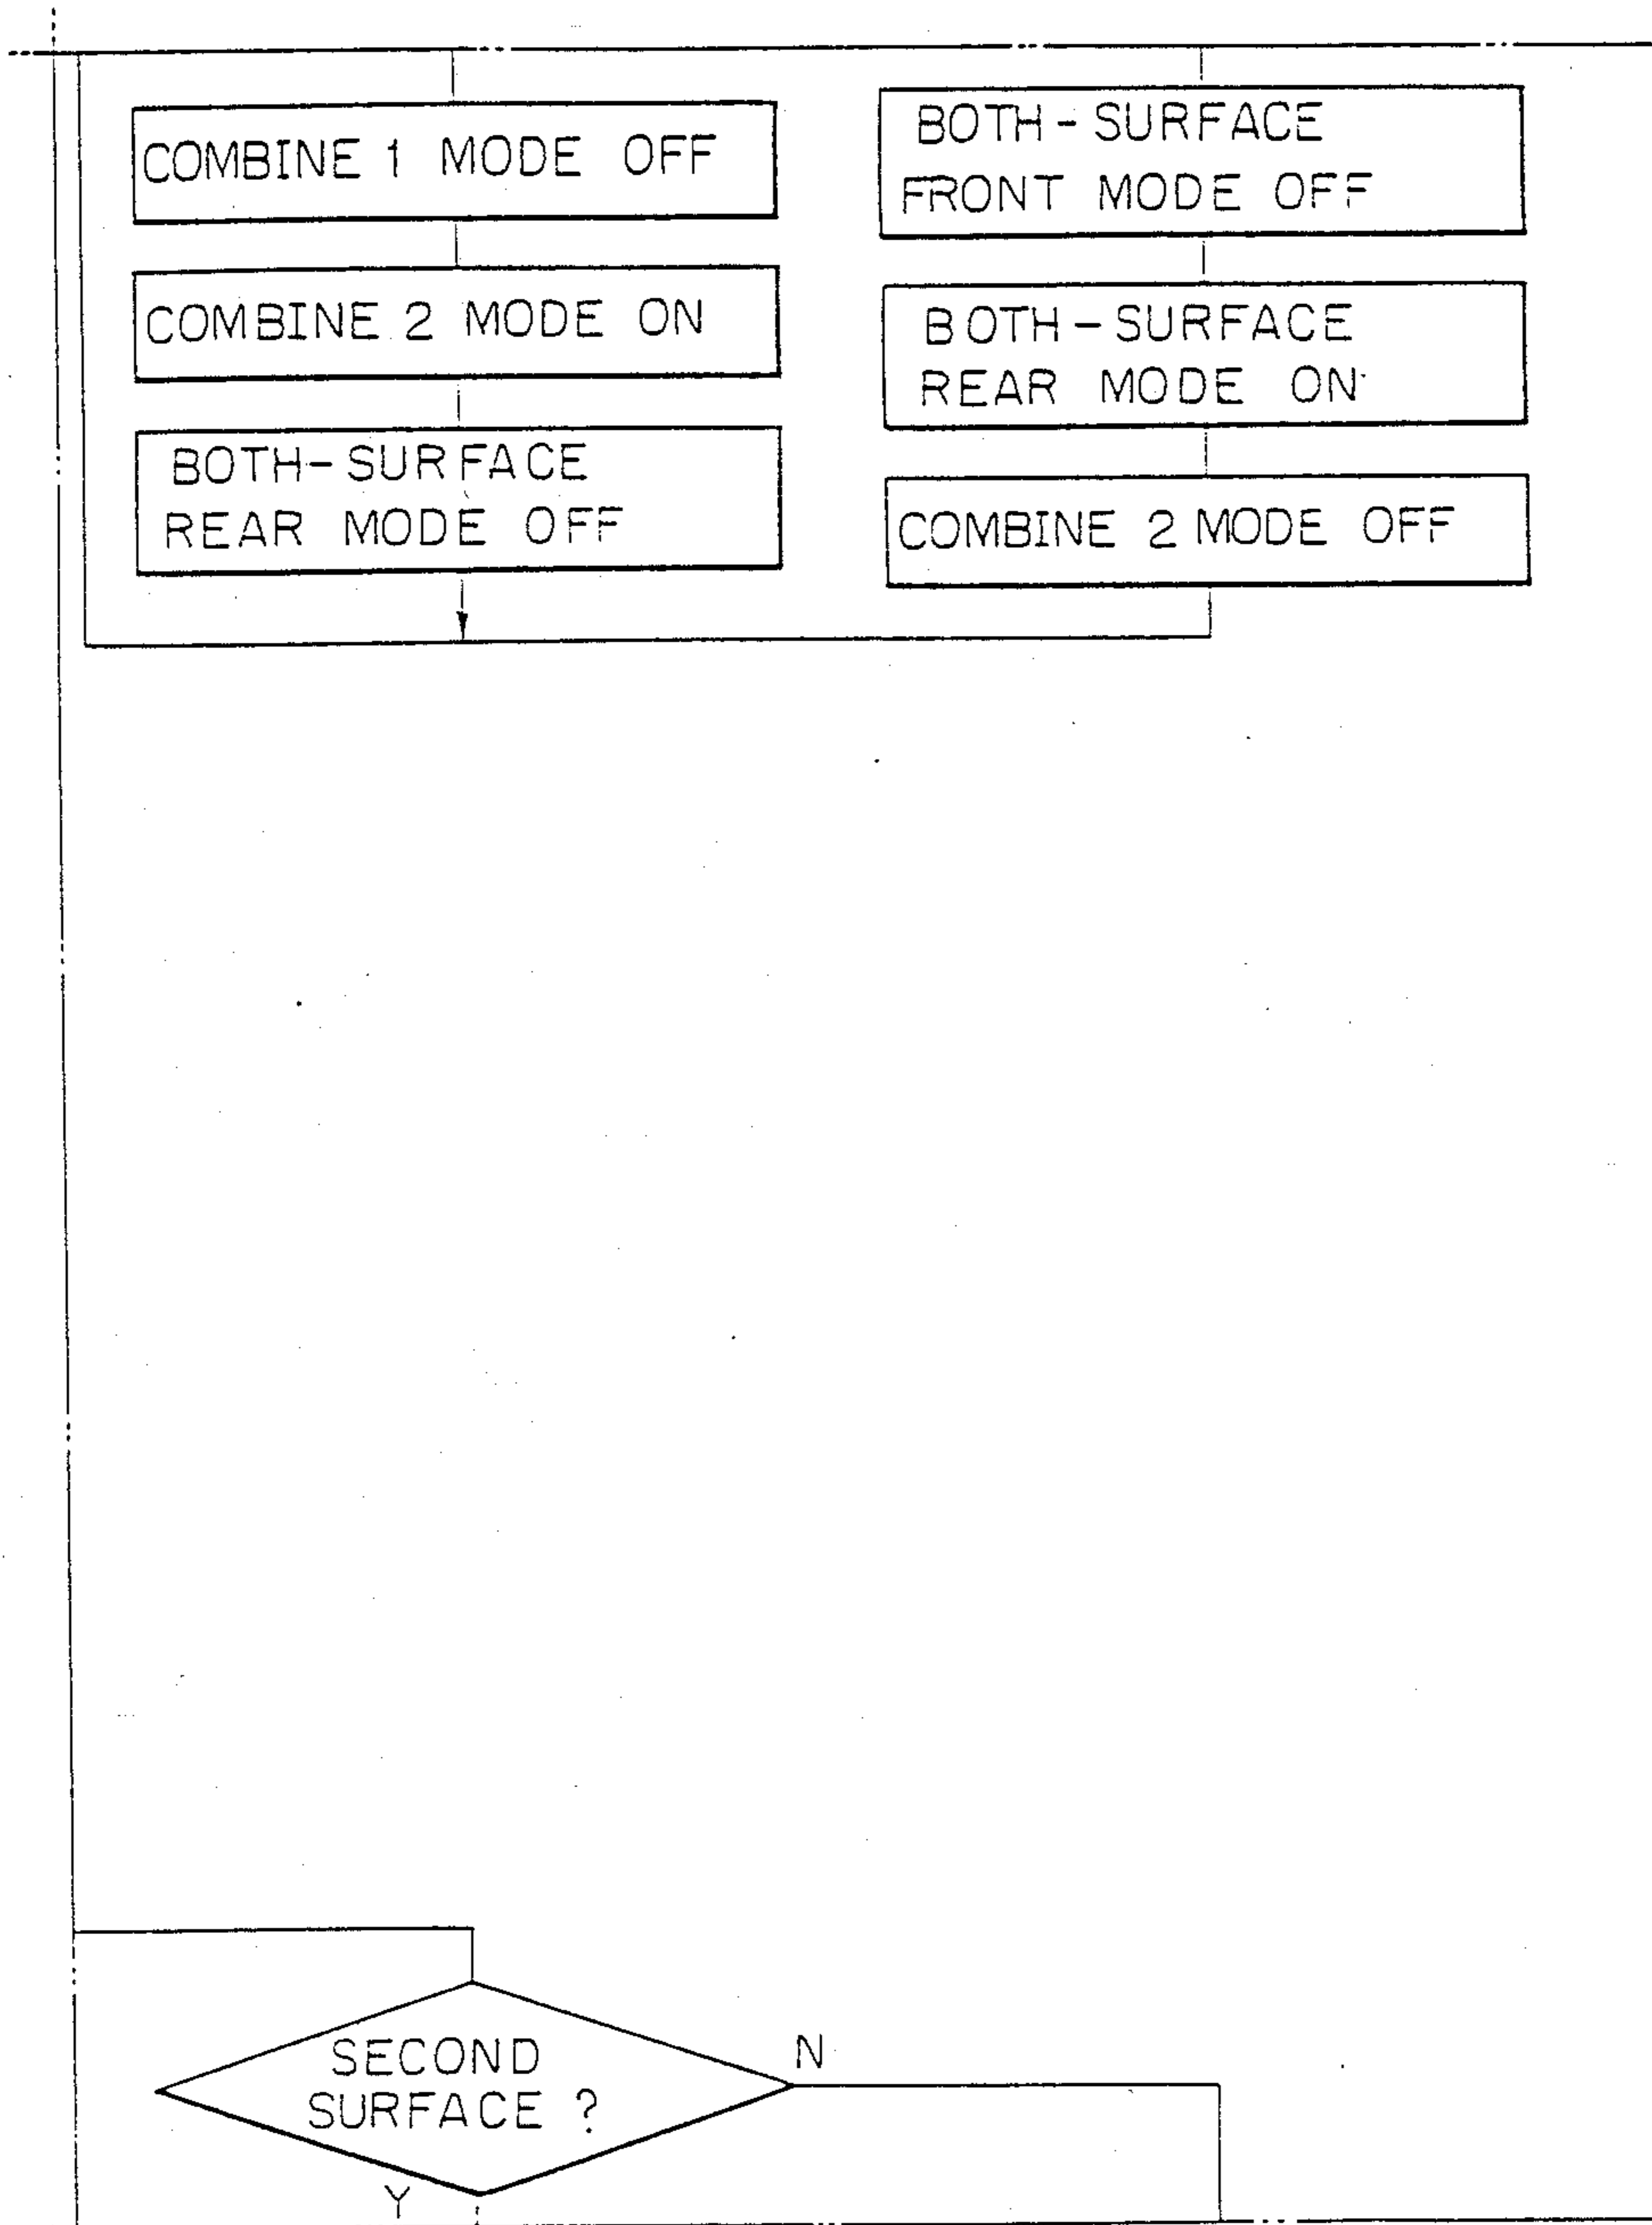 COMBINE 1 MODE OFF
COMBINE 2 MODE ON
BOTH-SURFACE
REAR MODE OFF
BOTH-SURFACE
FRONT MODE OFF
BOTH-SURFACE
REAR MODE ON
COMBINE 2 MODE OFF
SECOND
SURFACE ?
N
Y